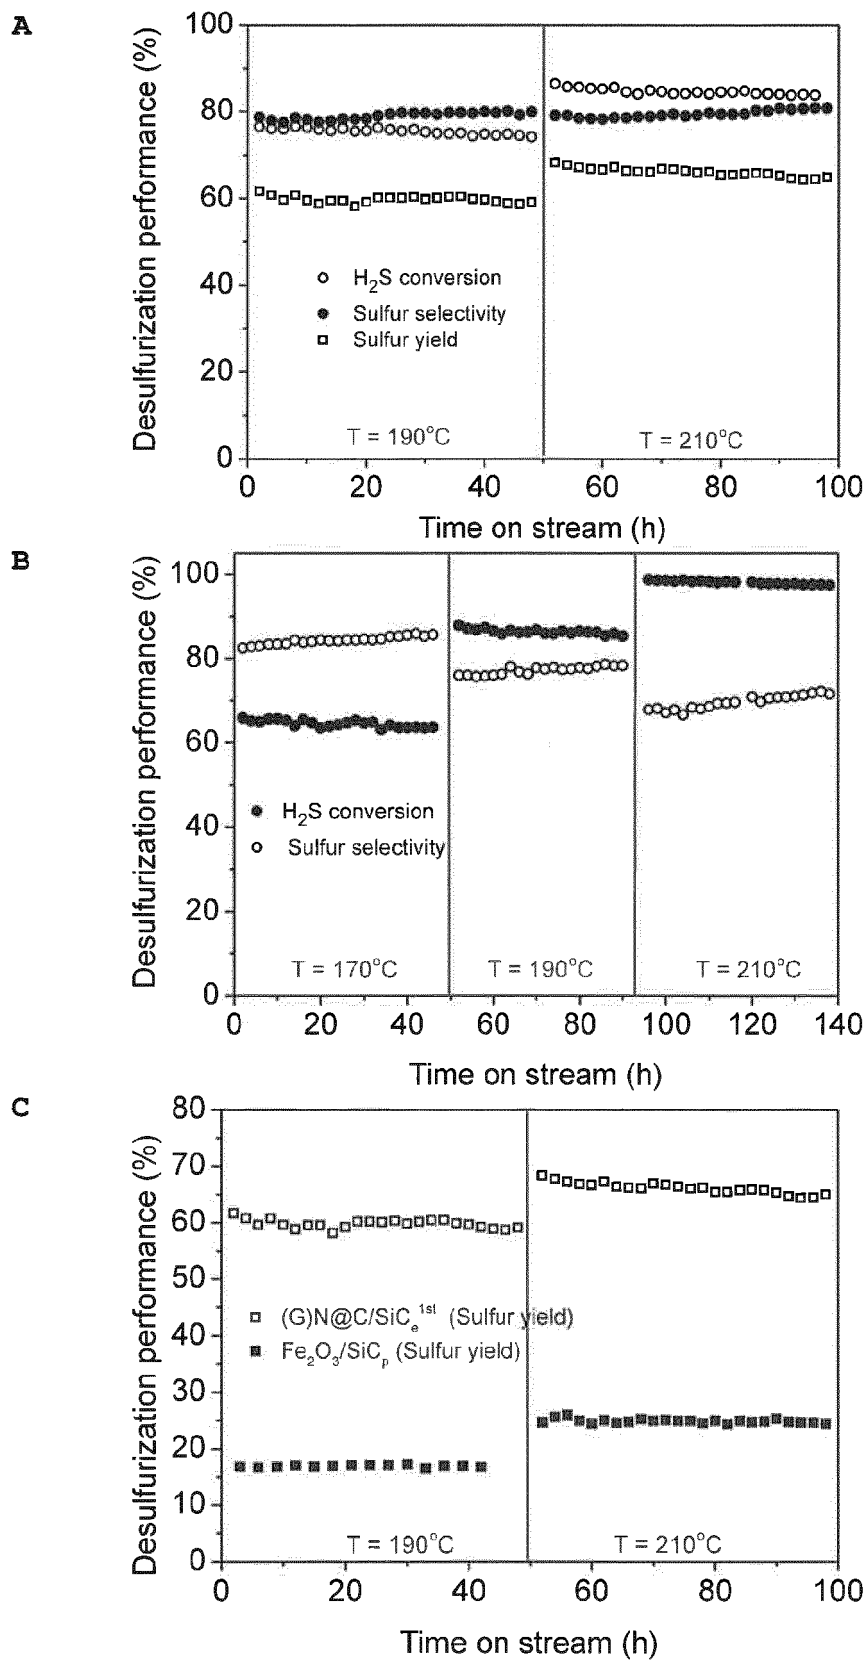 A
Desulfurization performance (%)
100
80
60
40
20
0
H2S conversion
Sulfur selectivity
Sulfur yield
T = 190°C
T = 210°C
0 20 40 60 80 100
Time on stream (h)
B
Desulfurization performance (%)
100
80
60
40
20
0
H2S conversion
Sulfur selectivity
T = 170°C
T = 190°C
T = 210°C
0 20 40 60 80 100 120 140
Time on stream (h)
C
Desulfurization performance (%)
80
70
60
50
40
30
20
10
0
(G)N@C/SiCe1st (Sulfur yield)
Fe2O3/SiCp (Sulfur yield)
T = 190°C
T = 210°C
0 20 40 60 80 100
Time on stream (h)